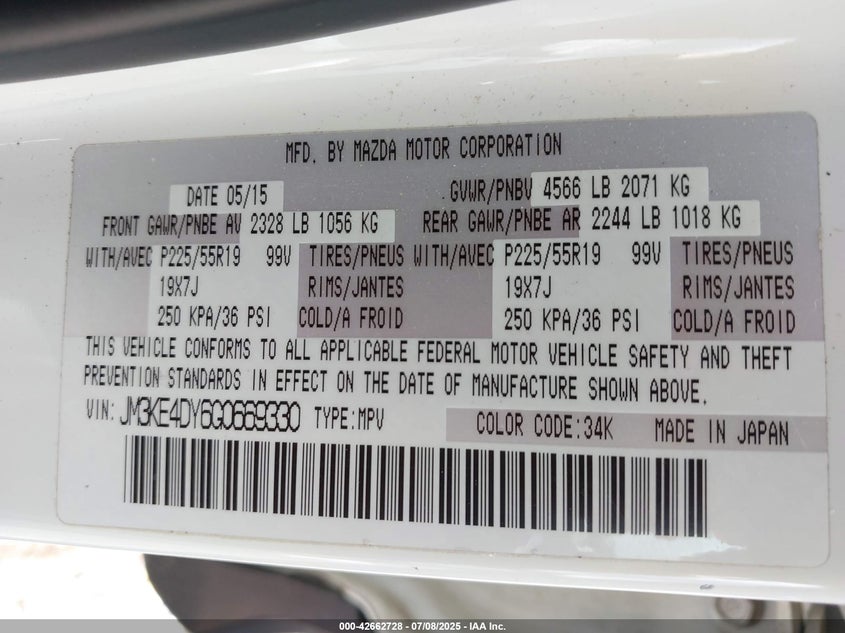 MFD. BY MAZDA MOTOR CORPORATION
DATE 05/15 GVWR/PNBV 4566 LB 2071 KG
FRONT GAWR/PNBE AV 2328 LB 1056 KG REAR GAWR/PNBE AR 2244 LB 1018 KG
WITH/AVEC P225/55R19 99V TIRES/PNEUS WITH/AVEC P225/55R19 99V TIRES/PNEUS
19X7J RIMS/JANTES 19X7J RIMS/JANTES
250 KPA/36 PSI COLD/A FROID 250 KPA/36 PSI COLD/A FROID
THIS VEHICLE CONFORMS TO ALL APPLICABLE FEDERAL MOTOR VEHICLE SAFETY AND THEFT
PREVENTION STANDARDS IN EFFECT ON THE DATE OF MANUFACTURE SHOWN ABOVE.
VIN: JM3KE4DY6G0669330 TYPE:MPV COLOR CODE:34K MADE IN JAPAN
000-42662728 - 07/08/2025 - IAA Inc.